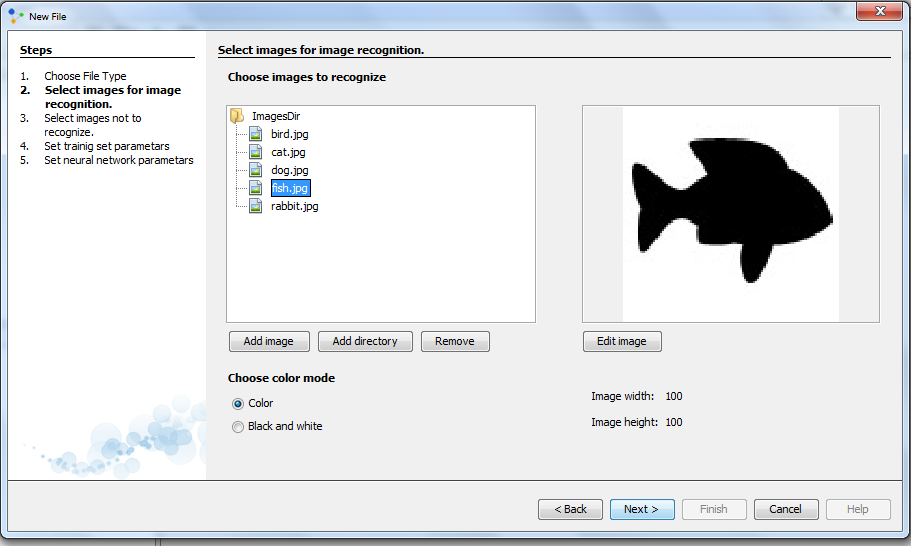 New File
Steps
1. Choose File Type
2. Select images for image
recognition.
3. Select images not to
recognize.
4. Set trainig set parametars
5. Set neural network parametars
Select images for image recognition.
Choose images to recognize
ImagesDir
bird.jpg
cat.jpg
dog.jpg
fish.jpg
rabbit.jpg
Add image Add directory Remove
Edit image
Choose color mode
Color
Black and white
Image width: 100
Image height: 100
< Back Next > Finish Cancel Help